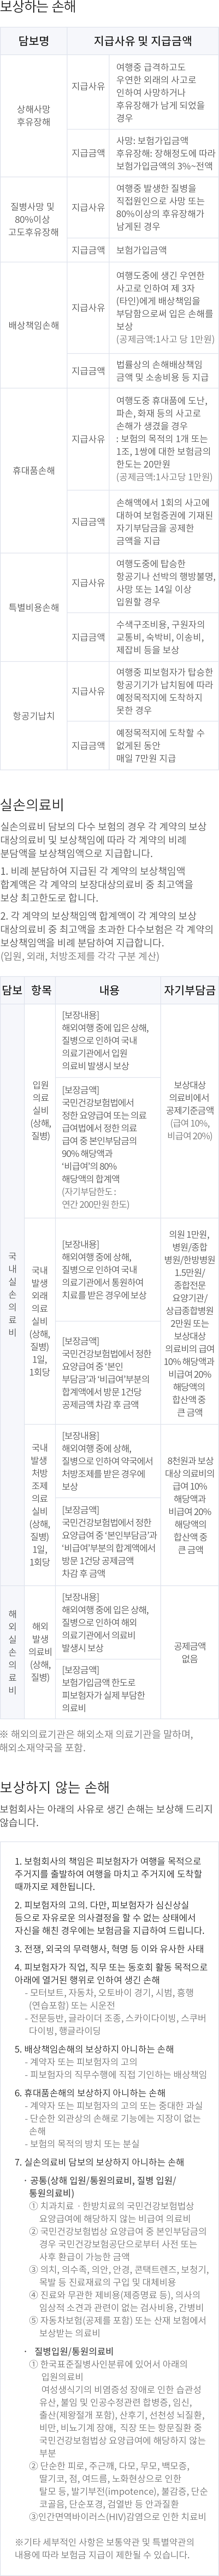 보상하는 손해
담보명
지급사유 및 지급금액
상해사망
후유장해
지급사유
여행중 급격하고도
우연한 외래의 사고로
인하여 사망하거나
후유장해가 남게 되었을
경우
지급금액
사망: 보험가입금액
후유장해: 장해정도에 따라
보험가입금액의 3%~전액
질병사망 및
80%이상
고도후유장해
지급사유
여행중 발생한 질병을
직접원인으로 사망 또는
80%이상의 후유장해가
남게된 경우
지급금액
보험가입금액
배상책임손해
지급사유
여행도중에 생긴 우연한
사고로 인하여 제 3자
(타인)에게 배상책임을
부담함으로써 입은 손해를
보상
(공제금액:1사고 당 1만원)
지급금액
법률상의 손해배상책임
금액 및 소송비용 등 지급
휴대품손해
지급사유
여행도중 휴대품에 도난,
파손, 화재 등의 사고로
손해가 생겼을 경우
: 보험의 목적의 1개 또는
1조, 1쌍에 대한 보험금의
한도는 20만원
(공제금액:1사고당 1만원)
지급금액
손해액에서 1회의 사고에
대하여 보험증권에 기재된
자기부담금을 공제한
금액을 지급
특별비용손해
지급사유
여행도중에 탑승한
항공기나 선박의 행방불명,
사망 또는 14일 이상
입원할 경우
지급금액
수색구조비용, 구원자의
교통비, 숙박비, 이송비,
제잡비 등을 보상
항공기납치
지급사유
여행중 피보험자가 탑승한
항공기기가 납치됨에 따라
예정목적지에 도착하지
못한 경우
지급금액
예정목적지에 도착할 수
없게된 동안
매일 7만원 지급
실손의료비
실손의료비 담보의 다수 보험의 경우 각 계약의 보상
대상의료비 및 보상책임에 따라 각 계약의 비례
분담액을 보상책임액으로 지급합니다.
1. 비례 분담하여 지급된 각 계약의 보상책임액
합계액은 각 계약의 보장대상의료비 중 최고액을
보상 최고한도로 합니다.
2. 각 계약의 보상책임액 합계액이 각 계약의 보상
대상의료비 중 최고액을 초과한 다수보험은 각 계약의
보상책임액을 비례 분담하여 지급합니다.
(입원, 외래, 처방조제를 각각 구분 계산)
담보
항목
내용
자기부담금
국
내
실
손
의
료
비
입원
의료
실비
(상해,
질병)
[보장내용]
해외여행 중에 입은 상해,
질병으로 인하여 국내
의료기관에서 입원
의료비 발생시 보상
[보장금액]
국민건강보험법에서
정한 요양급여 또는 의료
급여법에서 정한 의료
급여 중 본인부담금의
90% 해당액과
'비급여'의 80%
해당액의 합계액
(자기부담한도 :
연간 200만원 한도)
보상대상
의료비에서
공제기준금액
(급여 10%,
비급여 20%)
국내
발생
외래
의료
실비
(상해,
질병)
1일,
1회당
[보장내용]
해외여행 중에 상해,
질병으로 인하여 국내
의료기관에서 통원하여
치료를 받은 경우에 보상
[보장금액]
국민건강보험법에서 정한
요양급여 중 '본인
부담금'과 '비급여'부분의
합계액에서 방문 1건당
공제금액 차감 후 금액
의원 1만원,
병원/종합
병원/한방병원
1.5만원/
종합전문
요양기관/
상급종합병원
2만원 또는
보상대상
의료비의 급여
10% 해당액과
비급여 20%
해당액의
합산액 중
큰 금액
국내
발생
처방
조제
의료
실비
(상해,
질병)
1일,
1회당
[보장내용]
해외여행 중에 상해,
질병으로 인하여 약국에서
처방조제를 받은 경우에
보상
[보장금액]
국민건강보험법에서 정한
요양급여 중 '본인부담금'과
'비급여'부분의 합계액에서
방문 1건당 공제금액
차감 후 금액
8천원과 보상
대상 의료비의
급여 10%
해당액과
비급여 20%
해당액의
합산액 중
큰 금액
해
외
실
손
의
료
비
해외
발생
의료비
(상해,
질병)
[보장내용]
해외여행 중에 입은 상해,
질병으로 인하여 해외
의료기관에서 의료비
발생시 보상
[보장금액]
보험가입금액 한도로
피보험자가 실제 부담한
의료비
공제금액
없음
※ 해외의료기관은 해외소재 의료기관을 말하며,
해외소재약국을 포함.
보상하지 않는 손해
보험회사는 아래의 사유로 생긴 손해는 보상해 드리지
않습니다.
1. 보험회사의 책임은 피보험자가 여행을 목적으로
주거지를 출발하여 여행을 마치고 주거지에 도착할
때까지로 제한됩니다.
2. 피보험자의 고의. 다만, 피보험자가 심신상실
등으로 자유로운 의사결정을 할 수 없는 상태에서
자신을 해친 경우에는 보험금을 지급하여 드립니다.
3. 전쟁, 외국의 무력행사, 혁명 등 이와 유사한 사태
4. 피보험자가 직업, 직무 또는 동호회 활동 목적으로
아래에 열거된 행위로 인하여 생긴 손해
- 모터보트, 자동차, 오토바이 경기, 시범, 흥행
(연습포함) 또는 시운전
- 전문등반, 글라이더 조종, 스카이다이빙, 스쿠버
다이빙, 행글라이딩
5. 배상책임손해의 보상하지 아니하는 손해
- 계약자 또는 피보험자의 고의
- 피보험자의 직무수행에 직접 기인하는 배상책임
6. 휴대품손해의 보상하지 아니하는 손해
- 계약자 또는 피보험자의 고의 또는 중대한 과실
- 단순한 외관상의 손해로 기능에는 지장이 없는
손해
- 보험의 목적의 방치 또는 분실
7. 실손의료비 담보의 보상하지 아니하는 손해
· 공통(상해 입원/통원의료비, 질병 입원/
통원의료비)
① 치과치료 · 한방치료의 국민건강보험법상
요양급여에 해당하지 않는 비급여 의료비
② 국민건강보험법상 요양급여 중 본인부담금의
경우 국민건강보험공단으로부터 사전 또는
사후 환급이 가능한 금액
③ 의치, 의수족, 의안, 안경, 콘택트렌즈, 보청기,
목발 등 진료재료의 구입 및 대체비용
④ 진료와 무관한 제비용(제증명료 등), 의사의
임상적 소견과 관련이 없는 검사비용, 간병비
⑤ 자동차보험(공제를 포함) 또는 산재 보험에서
보상받는 의료비
· 질병입원/통원의료비
① 한국표준질병사인분류에 있어서 아래의
입원의료비
여성생식기의 비염증성 장애로 인한 습관성
유산, 불임 및 인공수정관련 합병증, 임신,
출산(제왕절개 포함), 산후기, 선천성 뇌질환,
비만, 비뇨기계 장애, 직장 또는 항문질환 중
국민건강보험법상 요양급여에 해당하지 않는
부분
② 단순한 피로, 주근깨, 다모, 무모, 백모증,
딸기코, 점, 여드름, 노화현상으로 인한
탈모 등, 발기부전(impotence), 불감증, 단순
코골음, 단순포경, 검열반 등 안과질환
③인간면역바이러스(HIV)감염으로 인한 치료비
※기타 세부적인 사항은 보통약관 및 특별약관의
내용에 따라 보험금 지급이 제한될 수 있습니다.